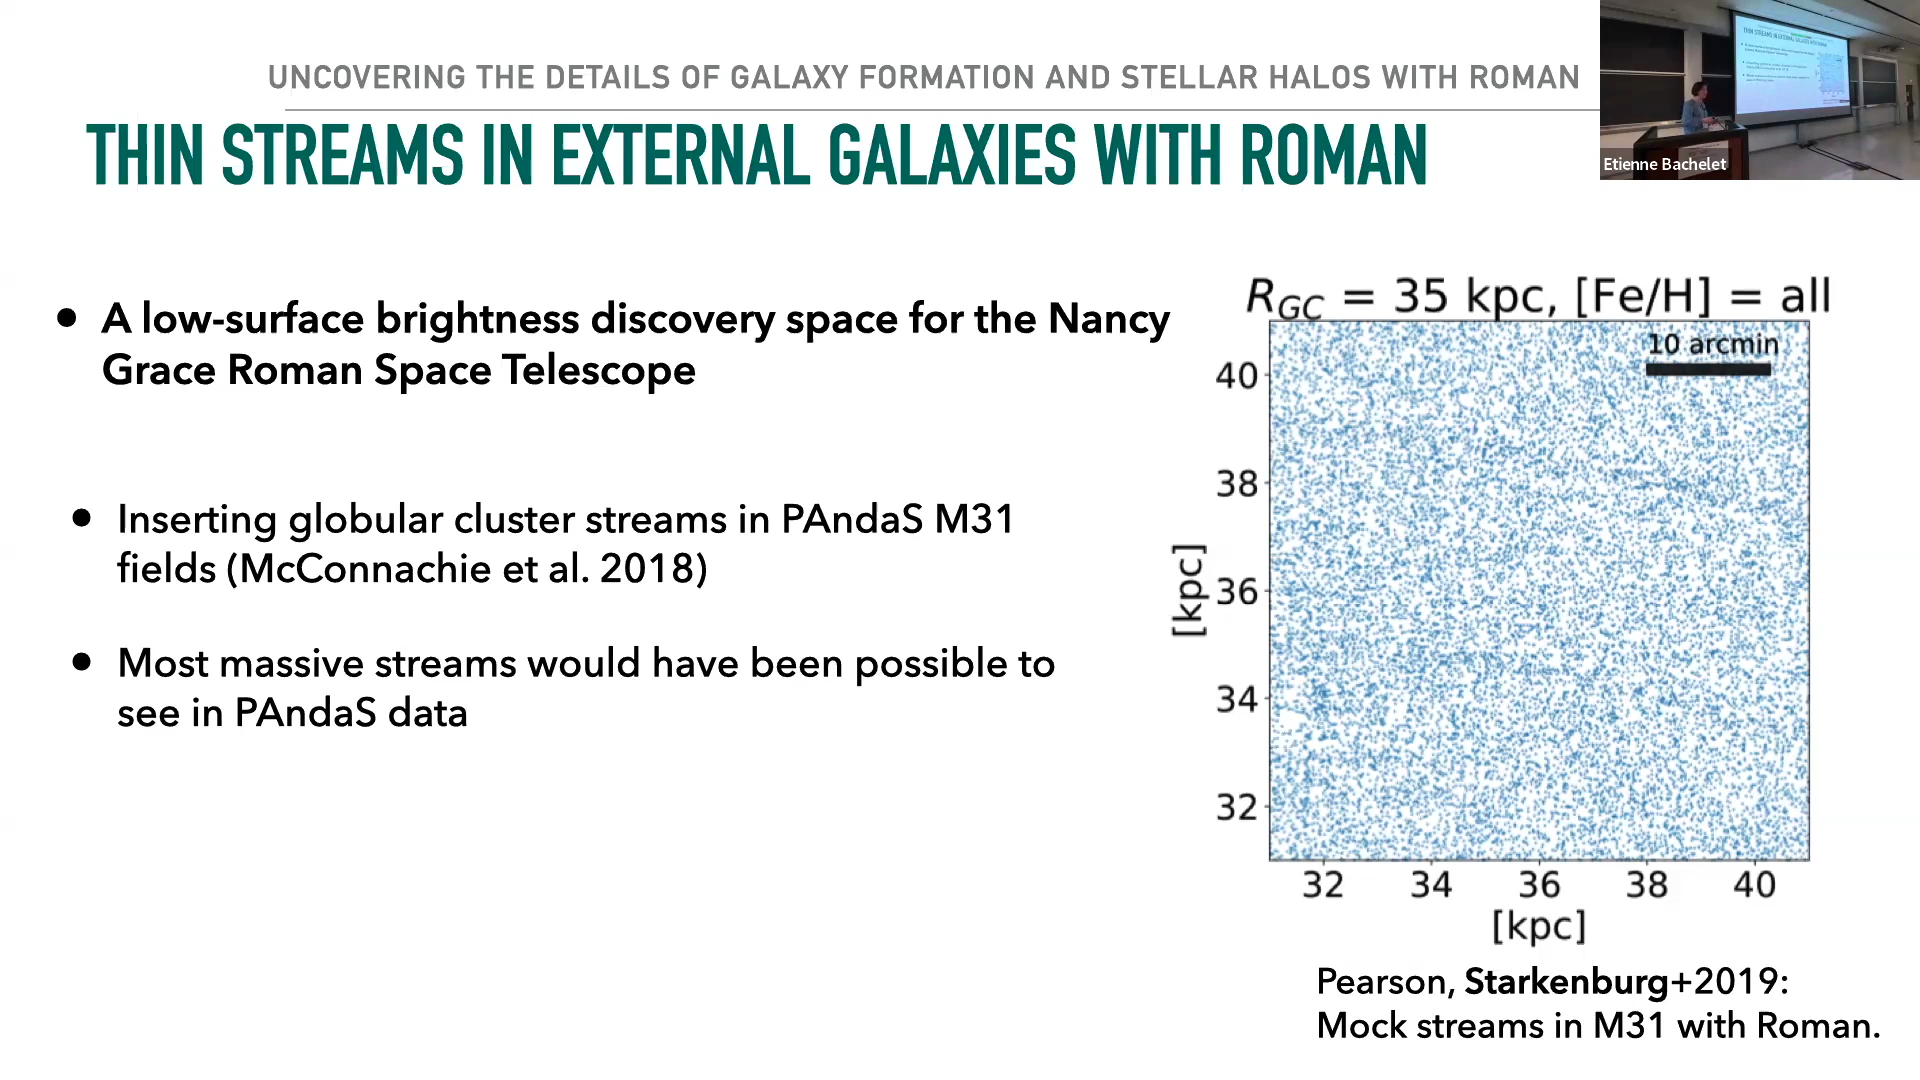 UNCOVERING THE DETAILS OF GALAXY FORMATION AND STELLAR HALOS WITH ROMAN
THIN STREAMS IN EXTERNAL GALAXIES WITH ROMAN
Etienne Bachelet
• A low-surface brightness discovery space for the Nancy
Grace Roman Space Telescope
• Inserting globular cluster streams in PAndaS M31
fields (McConnachie et al. 2018)
• Most massive streams would have been possible to
see in PAndaS data
R_GC = 35 kpc, [Fe/H] = all
10 arcmin
40
38
36
34
32
[kpc]
32 34 36 38 40
[kpc]
Pearson, Starkenburg+2019:
Mock streams in M31 with Roman.